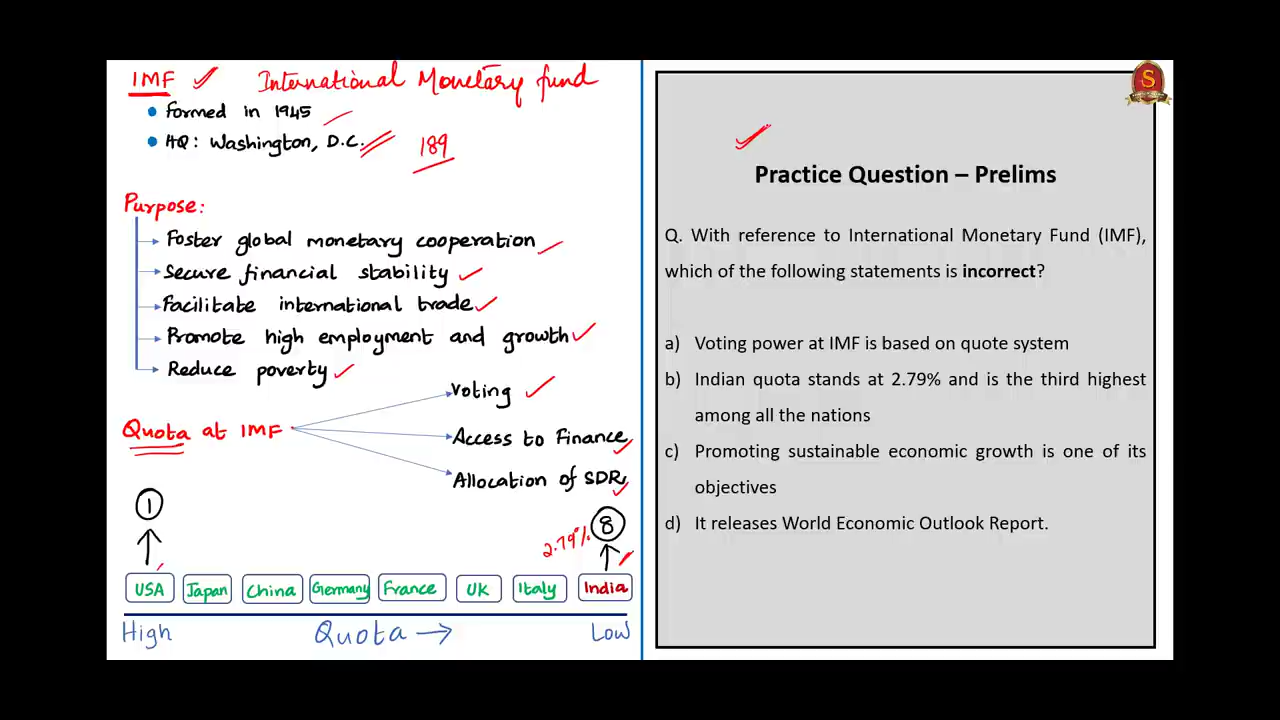 IMF International Monetary fund
Formed in 1945
HQ: Washington, D.C.
189
Purpose:
Foster global monetary cooperation
Secure financial stability
Facilitate international trade
Promote high employment and growth
Reduce poverty
Quota at IMF
Voting
Access to Finance
Allocation of SDRs
1
8
2.79%
USA Japan China Germany France UK Italy India
High Quota Low
S
Practice Question – Prelims
Q. With reference to International Monetary Fund (IMF),
which of the following statements is incorrect?
a) Voting power at IMF is based on quote system
b) Indian quota stands at 2.79% and is the third highest
among all the nations
c) Promoting sustainable economic growth is one of its
objectives
d) It releases World Economic Outlook Report.